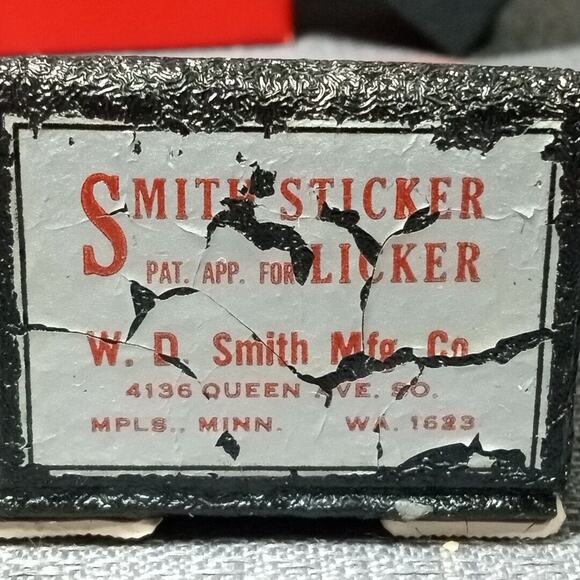 SMITH STICKER
PAT. APP. FOR LICKER
W. D. Smith Mfg. Co.
4136 QUEEN AVE. SO.
MPLS., MINN. WA. 1623